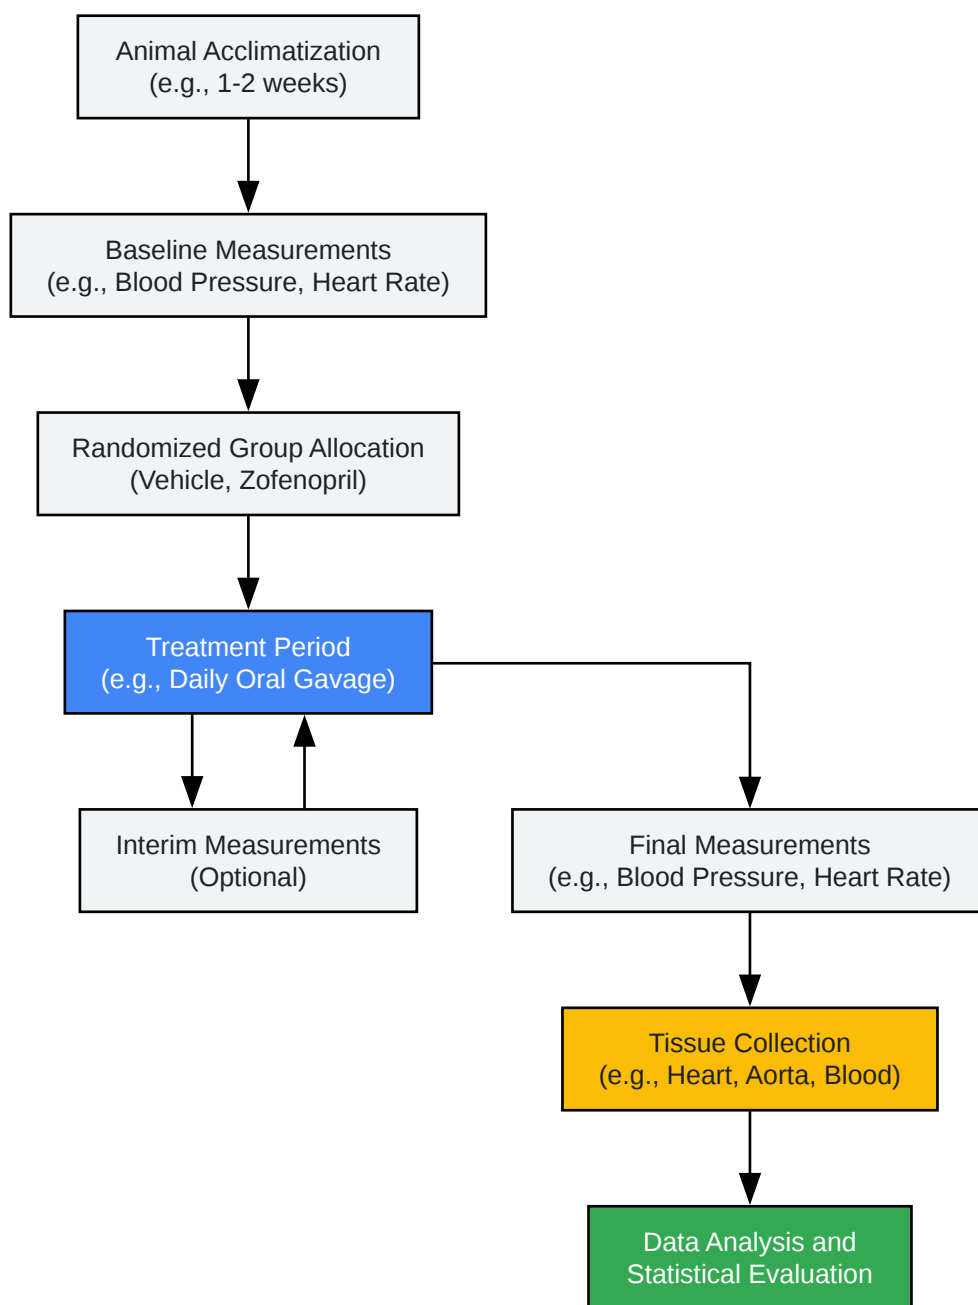 Animal Acclimatization
(e.g., 1-2 weeks)
Baseline Measurements
(e.g., Blood Pressure, Heart Rate)
Randomized Group Allocation
(Vehicle, Zofenopril)
Treatment Period
(e.g., Daily Oral Gavage)
Interim Measurements
(Optional)
Final Measurements
(e.g., Blood Pressure, Heart Rate)
Tissue Collection
(e.g., Heart, Aorta, Blood)
Data Analysis and
Statistical Evaluation